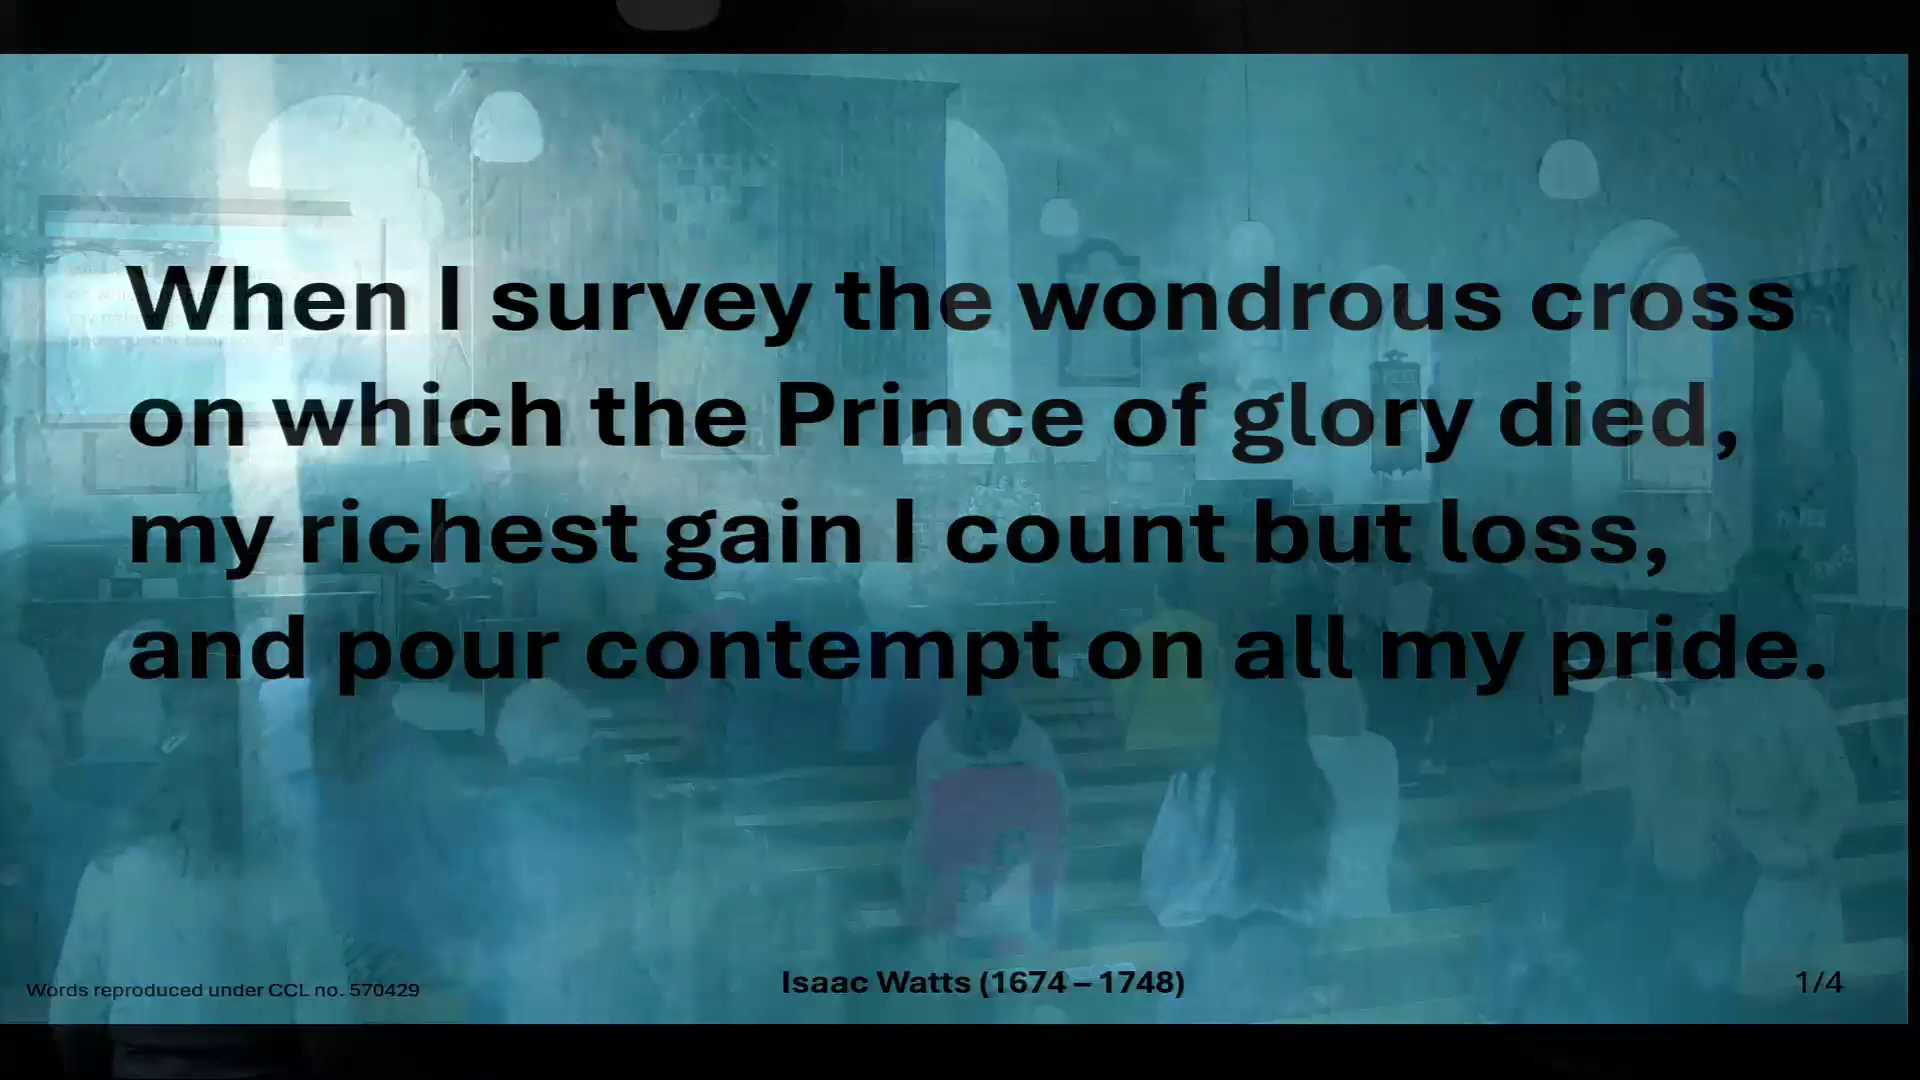 When I survey the wondrous cross
on which the Prince of glory died,
my richest gain I count but loss,
and pour contempt on all my pride.
Words reproduced under CCL no. 570429
Isaac Watts (1674 – 1748)
1/4